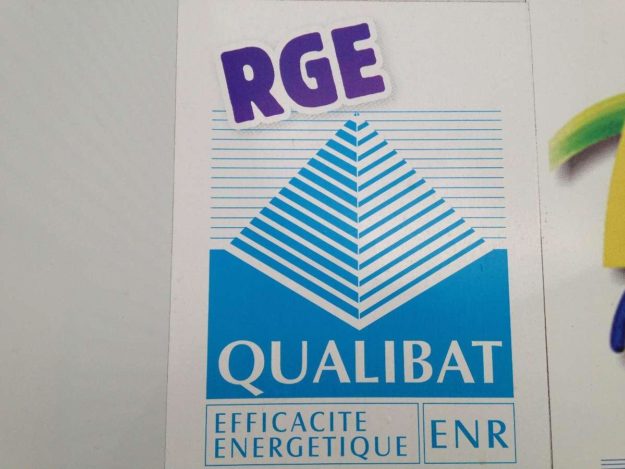 RGE
QUALIBAT
EFFICACITE
ENERGETIQUE
ENR